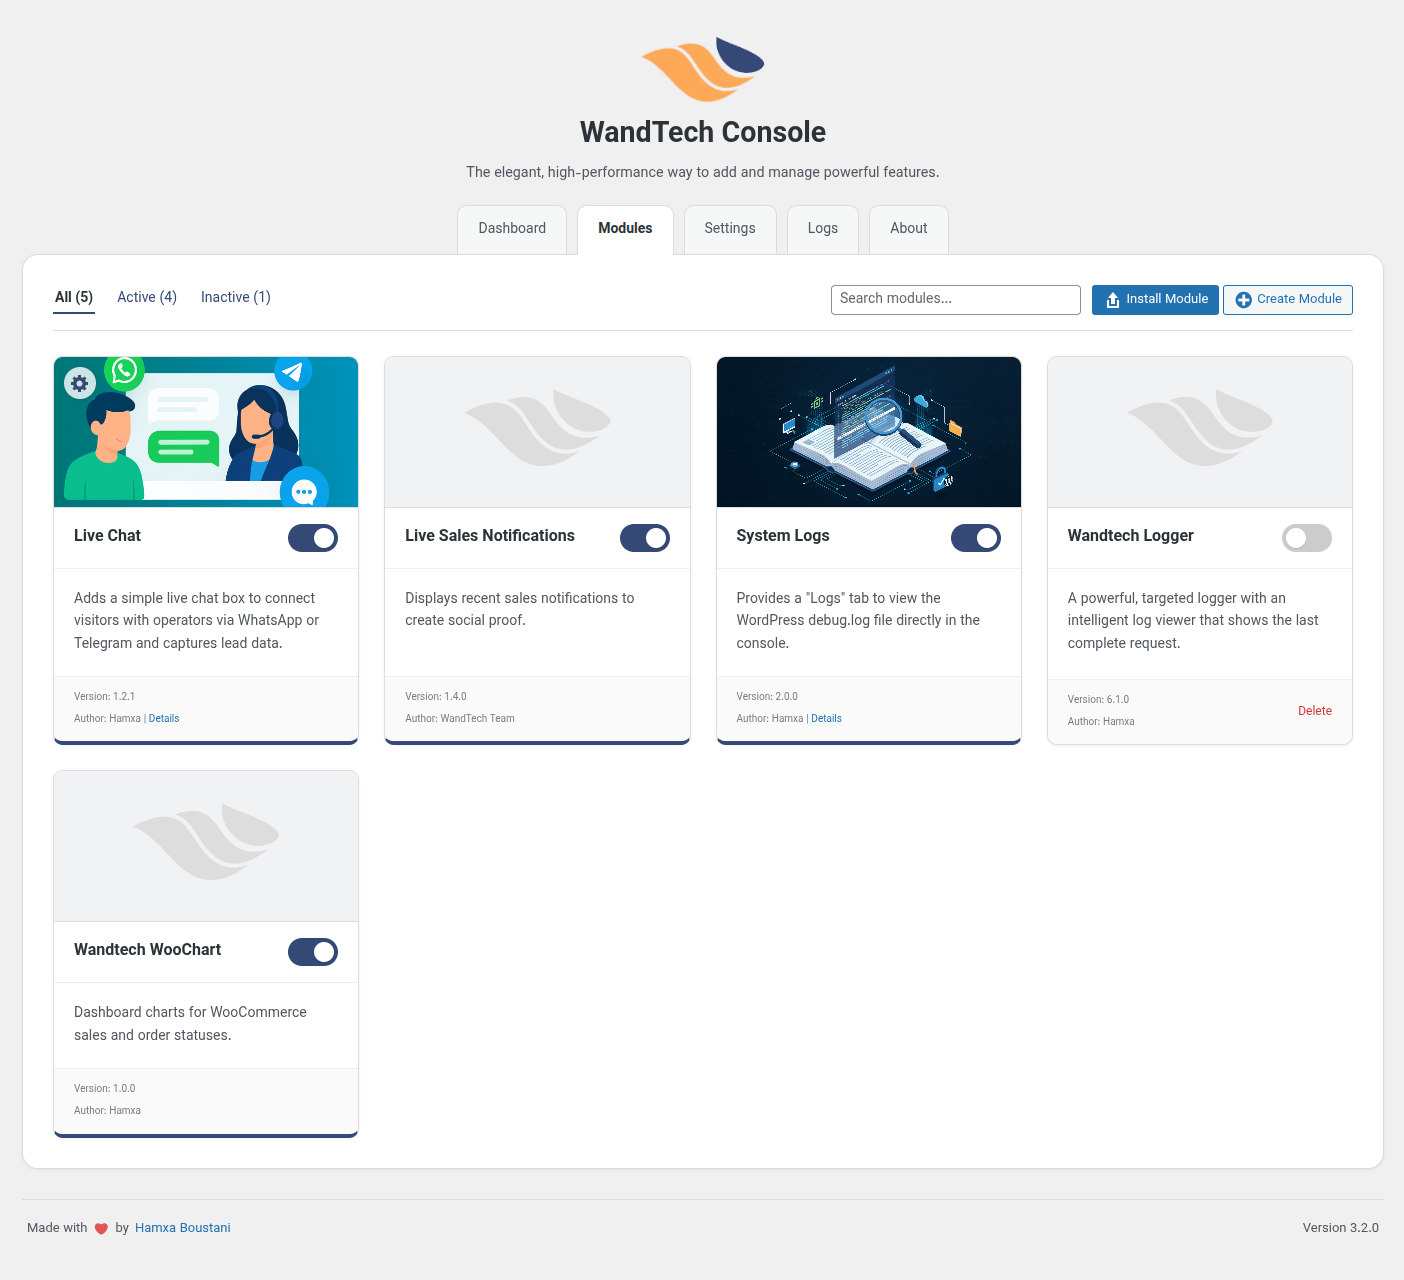 WandTech Console
The elegant, high-performance way to add and manage powerful features.
Dashboard
Modules
Settings
Logs
About
All (5)
Active (4)
Inactive (1)
Search modules...
Install Module
Create Module
Live Chat
Adds a simple live chat box to connect
visitors with operators via WhatsApp or
Telegram and captures lead data.
Version: 1.2.1
Author: Hamxa | Details
Live Sales Notifications
Displays recent sales notifications to
create social proof.
Version: 1.4.0
Author: WandTech Team
System Logs
Provides a "Logs" tab to view the
WordPress debug.log file directly in the
console.
Version: 2.0.0
Author: Hamxa | Details
Wandtech Logger
A powerful, targeted logger with an
intelligent log viewer that shows the last
complete request.
Version: 6.1.0
Author: Hamxa
Delete
Wandtech WooChart
Dashboard charts for WooCommerce
sales and order statuses.
Version: 1.0.0
Author: Hamxa
Made with by Hamxa Boustani
Version 3.2.0